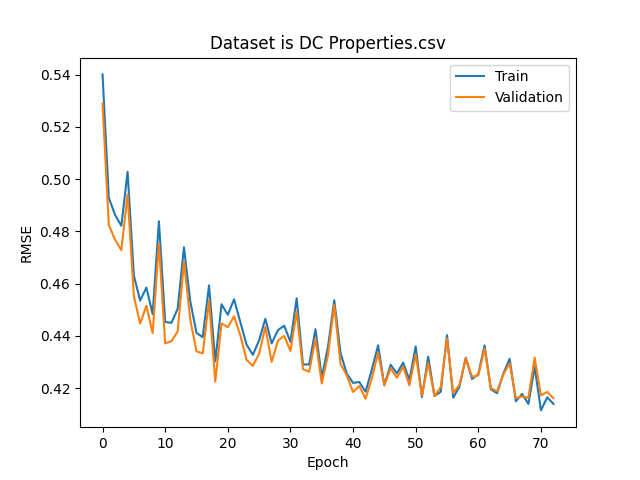 Dataset is DC Properties.csv
Train
Validation
RMSE
0.54
0.52
0.50
0.48
0.46
0.44
0.42
0 10 20 30 40 50 60 70
Epoch